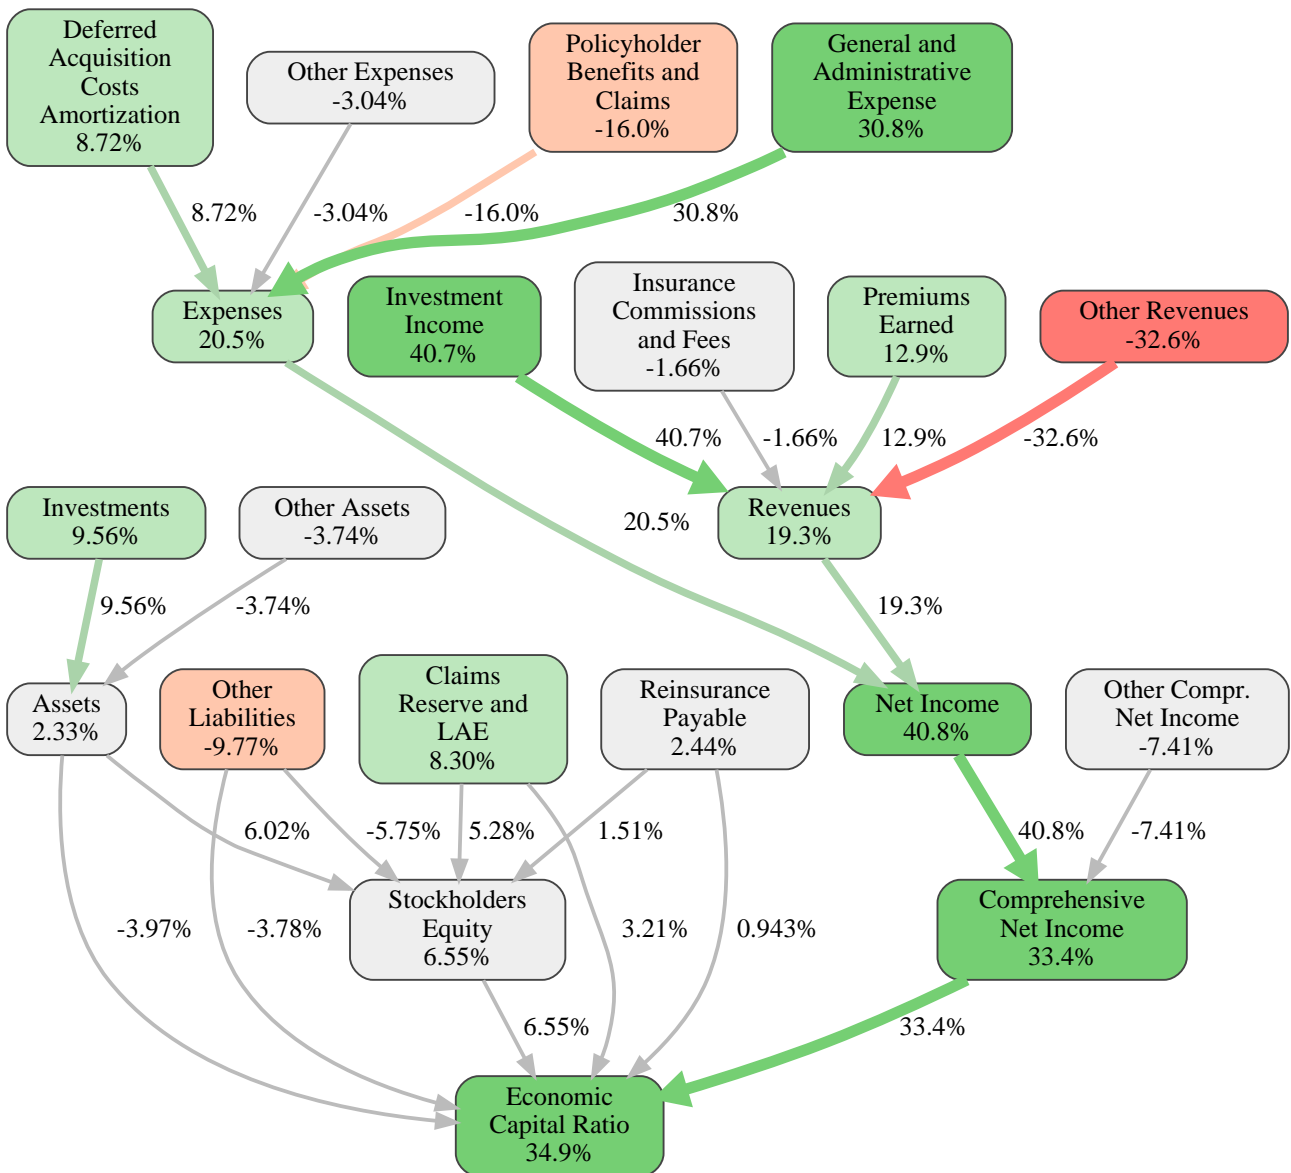 Deferred
Acquisition
Costs
Amortization
8.72%
Other Expenses
-3.04%
Policyholder
Benefits and
Claims
-16.0%
General and
Administrative
Expense
30.8%
8.72%
-3.04%
-16.0%
30.8%
Expenses
20.5%
Investment
Income
40.7%
Insurance
Commissions
and Fees
-1.66%
Premiums
Earned
12.9%
Other Revenues
-32.6%
40.7%
-1.66%
12.9%
-32.6%
Investments
9.56%
Other Assets
-3.74%
20.5%
Revenues
19.3%
9.56%
-3.74%
19.3%
Assets
2.33%
Other
Liabilities
-9.77%
Claims
Reserve and
LAE
8.30%
Reinsurance
Payable
2.44%
Net Income
40.8%
Other Compr.
Net Income
-7.41%
6.02%
-5.75%
5.28%
1.51%
40.8%
-7.41%
-3.97%
-3.78%
Stockholders
Equity
6.55%
3.21%
0.943%
Comprehensive
Net Income
33.4%
6.55%
33.4%
Economic
Capital Ratio
34.9%